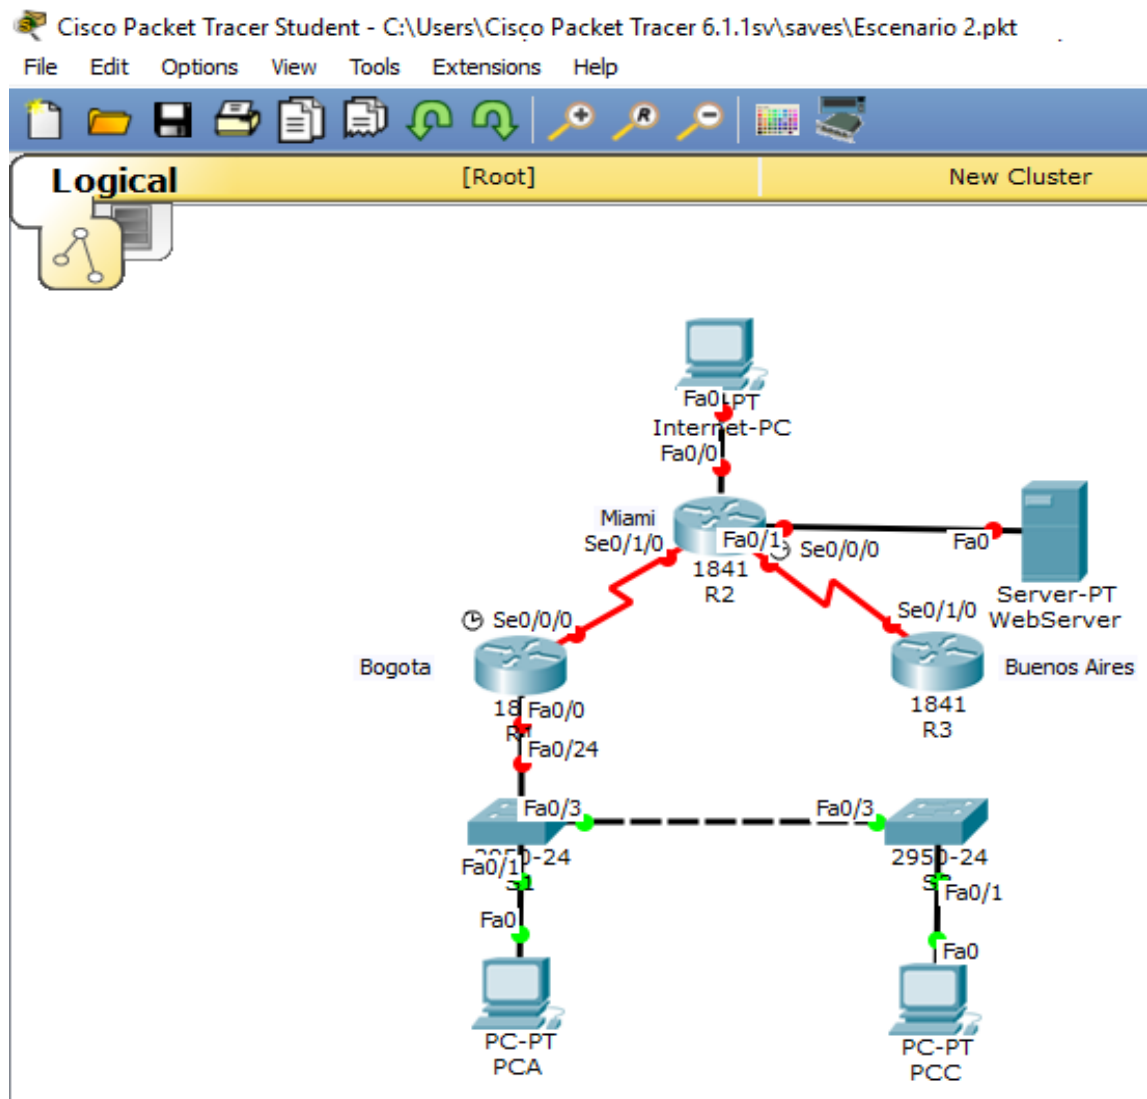 Cisco Packet Tracer Student - C:\Users\Cisco Packet Tracer 6.1.1sv\saves\Escenario 2.pkt
File Edit Options View Tools Extensions Help
Logical [Root] New Cluster
Fa0 -PT
Internet-PC
Fa0/0
Miami
Se0/1/0
Fa0/1
Se0/0/0
Fa0
1841
R2
Server-PT
WebServer
Se0/0/0
Se0/1/0
Bogota
Buenos Aires
18
Fa0/0
1841
R3
Fa0/24
Fa0/3
Fa0/3
2950-24
2950-24
Fa0/1
S1
Fa0/1
Fa0
Fa0
PC-PT
PCA
PC-PT
PCC